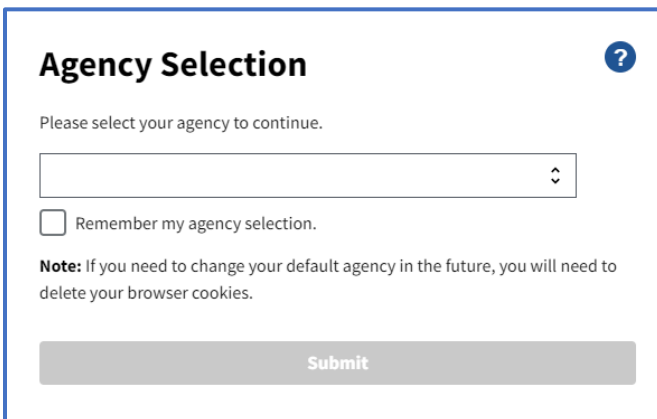 Agency Selection
?
Please select your agency to continue.
Remember my agency selection.
Note: If you need to change your default agency in the future, you will need to
delete your browser cookies.
Submit